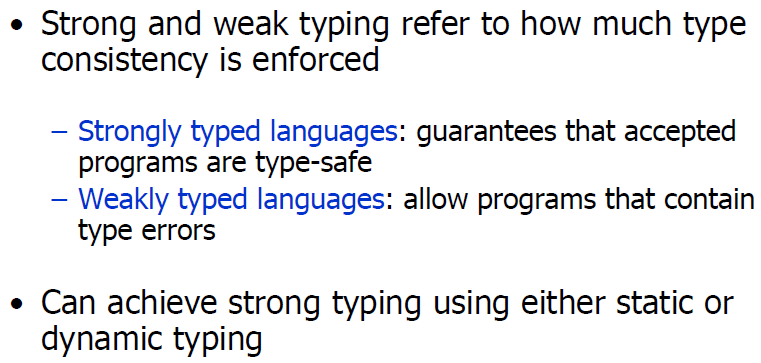 • Strong and weak typing refer to how much type
consistency is enforced
– Strongly typed languages: guarantees that accepted
programs are type-safe
– Weakly typed languages: allow programs that contain
type errors
• Can achieve strong typing using either static or
dynamic typing